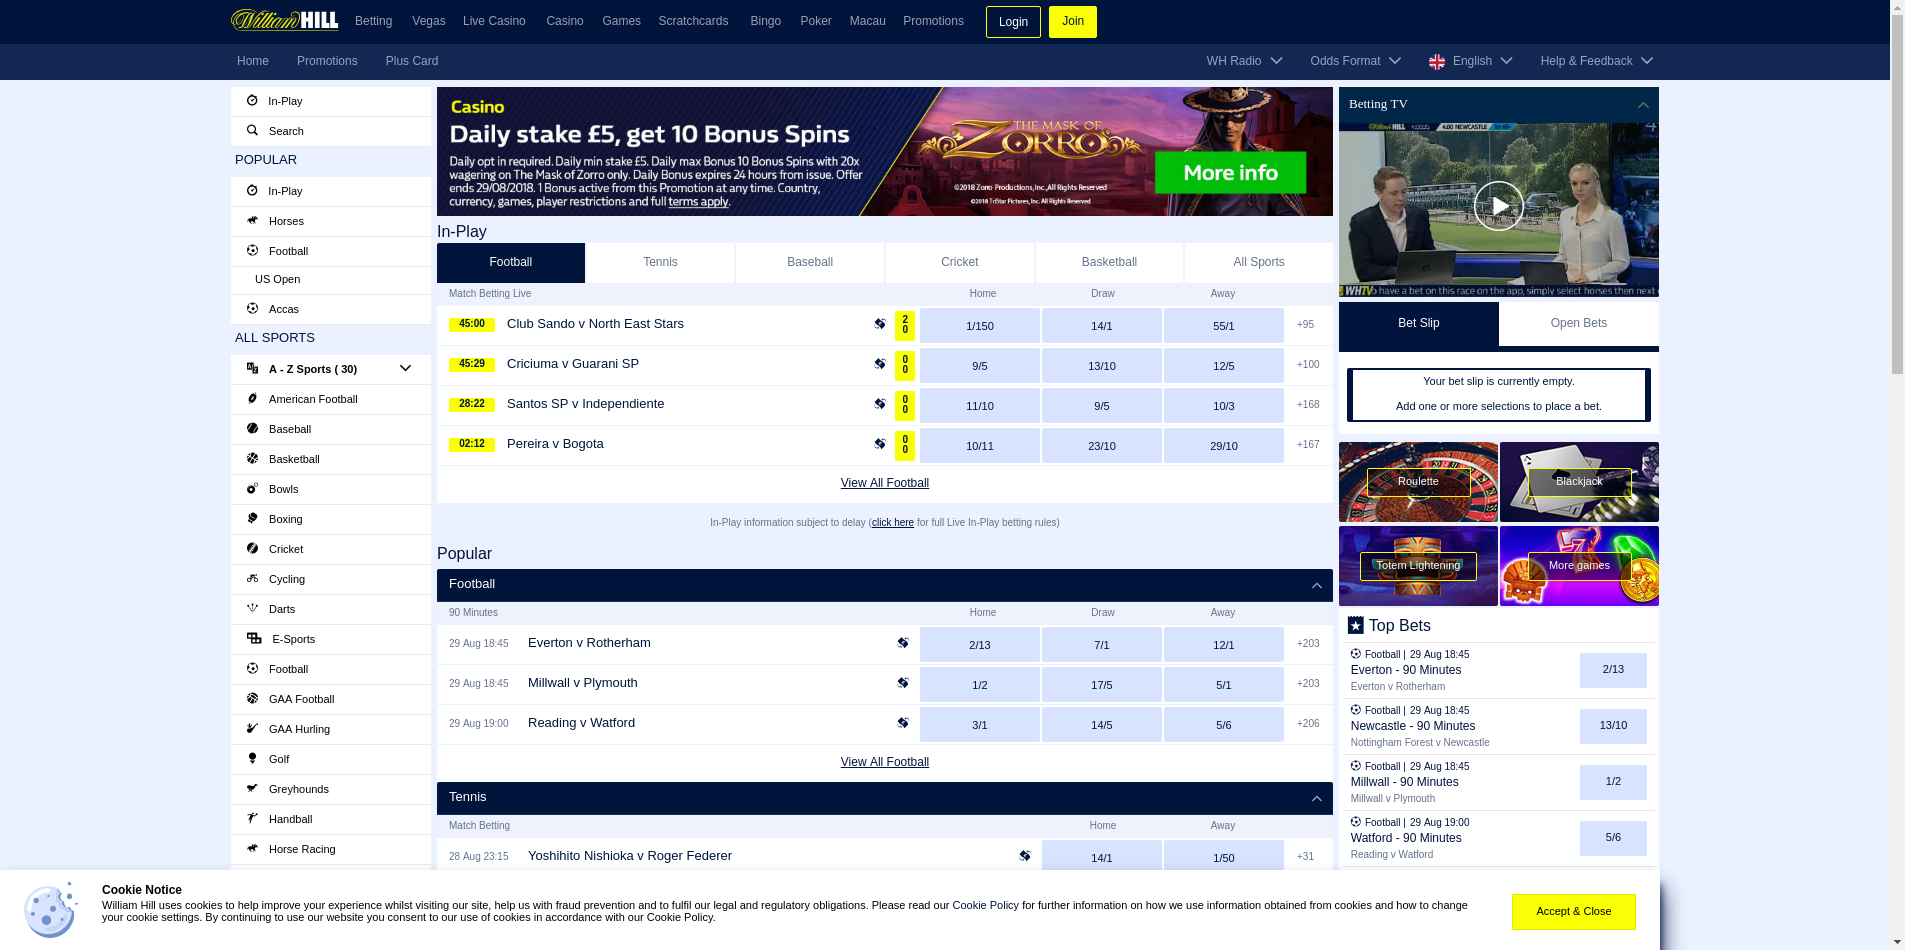 William HILL Betting Vegas Live Casino Casino Games Scratchcards Bingo Poker Macau Promotions Login Join
Home Promotions Plus Card WH Radio Odds Format English Help & Feedback
In-Play
Search
POPULAR
In-Play
Horses
Football
US Open
Accas
ALL SPORTS
A - Z Sports ( 30)
American Football
Baseball
Basketball
Bowls
Boxing
Cricket
Cycling
Darts
E-Sports
Football
GAA Football
GAA Hurling
Golf
Greyhounds
Handball
Horse Racing
Casino
Daily stake £5, get 10 Bonus Spins
Daily opt in required. Daily min stake £5. Daily max Bonus 10 Bonus Spins with 20x
wagering on The Mask of Zorro only. Daily Bonus expires 24 hours from issue. Offer
ends 29/08/2018. 1 Bonus active from this Promotion at any time. Country,
currency, games, player restrictions and full terms apply.
THE MASK OF
ZORRO
©2018 Zorro Productions, Inc., All Rights Reserved
©2018 TriStar Pictures, Inc. All Rights Reserved
More info
In-Play
Football Tennis Baseball Cricket Basketball All Sports
Match Betting Live Home Draw Away
45:00 Club Sando v North East Stars 2 0 1/150 14/1 55/1 +95
45:29 Criciuma v Guarani SP 0 0 9/5 13/10 12/5 +100
28:22 Santos SP v Independiente 0 0 11/10 9/5 10/3 +168
02:12 Pereira v Bogota 0 0 10/11 23/10 29/10 +167
View All Football
In-Play information subject to delay (click here for full Live In-Play betting rules)
Popular
Football
90 Minutes Home Draw Away
29 Aug 18:45 Everton v Rotherham 2/13 7/1 12/1 +203
29 Aug 18:45 Millwall v Plymouth 1/2 17/5 5/1 +203
29 Aug 19:00 Reading v Watford 3/1 14/5 5/6 +206
View All Football
Tennis
Match Betting Home Away
28 Aug 23:15 Yoshihito Nishioka v Roger Federer 14/1 1/50 +31
Betting TV
William HILL 4.00 NEWCASTLE
WHTV have a bet on this race on the app, simply select horses then next
Bet Slip Open Bets
Your bet slip is currently empty.
Add one or more selections to place a bet.
Roulette Blackjack
Totem Lightening More games
Top Bets
Football | 29 Aug 18:45
Everton - 90 Minutes 2/13
Everton v Rotherham
Football | 29 Aug 18:45
Newcastle - 90 Minutes 13/10
Nottingham Forest v Newcastle
Football | 29 Aug 18:45
Millwall - 90 Minutes 1/2
Millwall v Plymouth
Football | 29 Aug 19:00
Watford - 90 Minutes 5/6
Reading v Watford
Cookie Notice
William Hill uses cookies to help improve your experience whilst visiting our site, help us with fraud prevention and to fulfil our legal and regulatory obligations. Please read our Cookie Policy for further information on how we use information obtained from cookies and how to change
your cookie settings. By continuing to use our website you consent to our use of cookies in accordance with our Cookie Policy.
Accept & Close